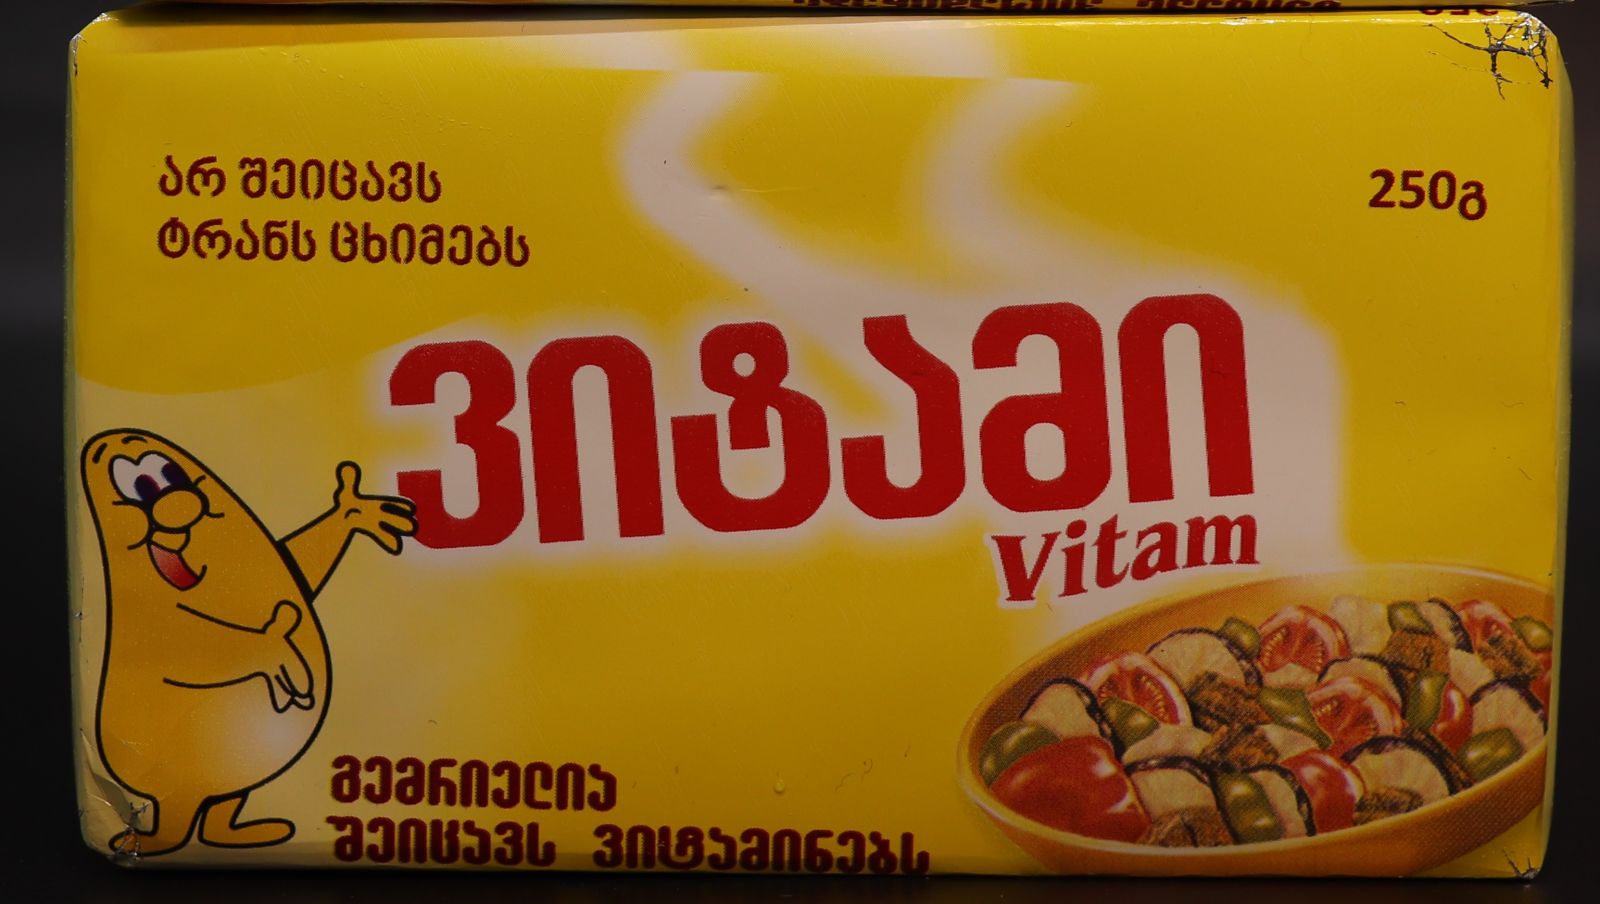 არ შეიცავს
ტრანს ცხიმებს
250გ
ვიტამი
Vitam
გემრიელია
შეიცავს ვიტამინებს